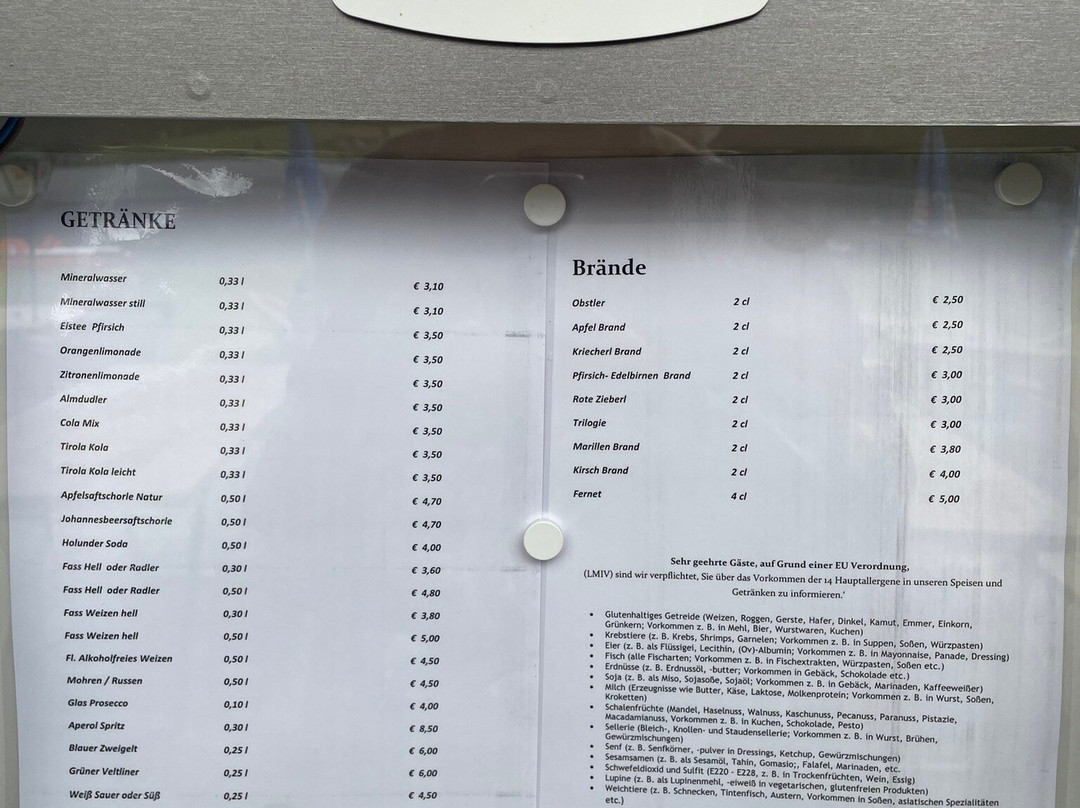 GETRÄNKE
Mineralwasser 0,33 l € 3,10
Mineralwasser still 0,33 l € 3,10
Eistee Pfirsich 0,33 l € 3,50
Orangenlimonade 0,33 l € 3,50
Zitronenlimonade 0,33 l € 3,50
Almdudler 0,33 l € 3,50
Cola Mix 0,33 l € 3,50
Tirola Kola 0,33 l € 3,50
Tirola Kola leicht 0,33 l € 3,50
Apfelsaftschorle Natur 0,50 l € 4,70
Johannesbeersaftschorle 0,50 l € 4,70
Holunder Soda 0,50 l € 4,00
Fass Hell oder Radler 0,30 l € 3,60
Fass Hell oder Radler 0,50 l € 4,80
Fass Weizen hell 0,30 l € 3,80
Fass Weizen hell 0,50 l € 5,00
Fl. Alkoholfreies Weizen 0,50 l € 4,50
Mohren / Russen 0,50 l € 4,50
Glas Prosecco 0,10 l € 4,00
Aperol Spritz 0,30 l € 8,50
Blauer Zweigelt 0,25 l € 6,00
Grüner Veltliner 0,25 l € 6,00
Weiß Sauer oder Süß 0,25 l € 4,50
Brände
Obstler 2 cl € 2,50
Apfel Brand 2 cl € 2,50
Kriecherl Brand 2 cl € 2,50
Pfirsich- Edelbirnen Brand 2 cl € 3,00
Rote Zieberl 2 cl € 3,00
Trilogie 2 cl € 3,00
Marillen Brand 2 cl € 3,80
Kirsch Brand 2 cl € 4,00
Fernet 4 cl € 5,00
Sehr geehrte Gäste, auf Grund einer EU Verordnung,
(LMIV) sind wir verpflichtet, Sie über das Vorkommen der 14 Hauptallergene in unseren Speisen und
Getränken zu informieren.'
• Glutenhaltiges Getreide (Weizen, Roggen, Gerste, Hafer, Dinkel, Kamut, Emmer, Einkorn,
Grünkern; Vorkommen z. B. in Mehl, Bier, Wurstwaren, Kuchen)
• Krebstiere (z. B. Krebs, Shrimps, Garnelen; Vorkommen z. B. in Suppen, Soßen, Würzpasten)
• Eier (z. B. als Flüssigei, Lecithin, (Ov)-Albumin; Vorkommen z. B. in Mayonnaise, Panade, Dressing)
• Fisch (alle Fischarten; Vorkommen z. B. in Fischextrakten, Würzpasten, Soßen etc.)
• Erdnüsse (z. B. Erdnussöl, -butter; Vorkommen in Gebäck, Schokolade etc.)
• Soja (z. B. als Miso, Sojasoße, Sojaöl; Vorkommen z. B. in Gebäck, Marinaden, Kaffeeweißer)
• Milch (Erzeugnisse wie Butter, Käse, Laktose, Molkenprotein; Vorkommen z. B. in Wurst, Soßen,
Kroketten)
• Schalenfrüchte (Mandel, Haselnuss, Walnuss, Kaschunuss, Pecanuss, Paranuss, Pistazie,
Macadamianuss, Vorkommen z. B. in Kuchen, Schokolade, Pesto)
• Sellerie (Bleich-, Knollen- und Staudensellerie; Vorkommen z. B. in Wurst, Brühen,
Gewürzmischungen)
• Senf (z. B. Senfkörner, -pulver in Dressings, Ketchup, Gewürzmischungen)
• Sesamsamen (z. B. als Sesamöl, Tahin, Gomasio;, Falafel, Marinaden, etc.
• Schwefeldioxid und Sulfit (E220 - E228, z. B. in Trockenfrüchten, Wein, Essig)
• Lupine (z. B. als Lupinenmehl, -eiweiß in vegetarischen, glutenfreien Produkten)
• Weichtiere (z. B. Schnecken, Tintenfisch, Austern, Vorkommen in Soßen, asiatischen Spezialitäten
etc.)